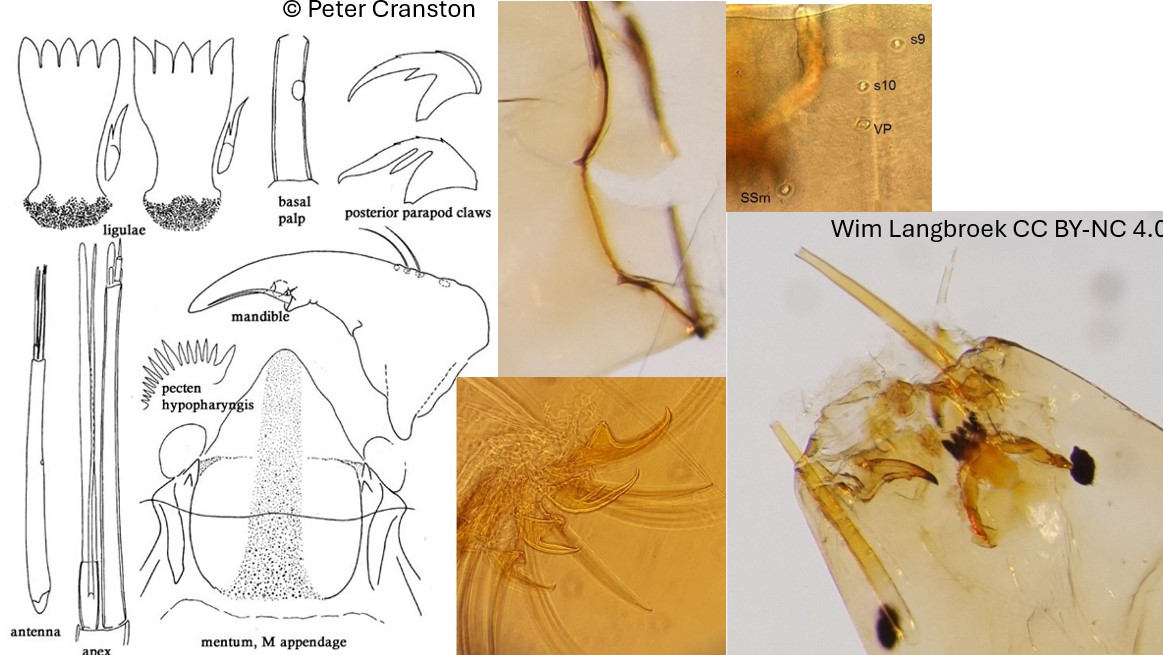 © Peter Cranston
s9
s10
VP
SSm
basal
palp
posterior parapod claws
ligulae
Wim Langbroek CC BY-NC 4.0
mandible
pecten
hypopharyngis
antenna
mentum, M appendage
apex